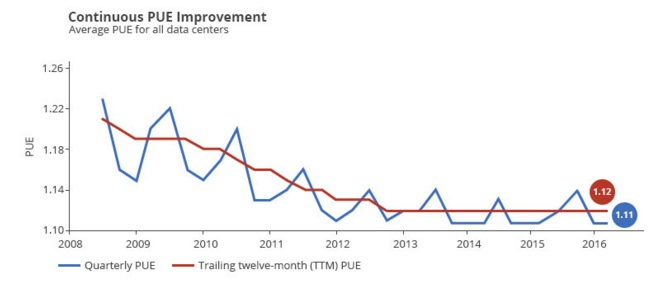 Continuous PUE Improvement
Average PUE for all data centers
1.26
1.22
1.18
1.14
1.10
PUE
1.12
1.11
2008 2009 2010 2011 2012 2013 2014 2015 2016
Quarterly PUE Trailing twelve-month (TTM) PUE